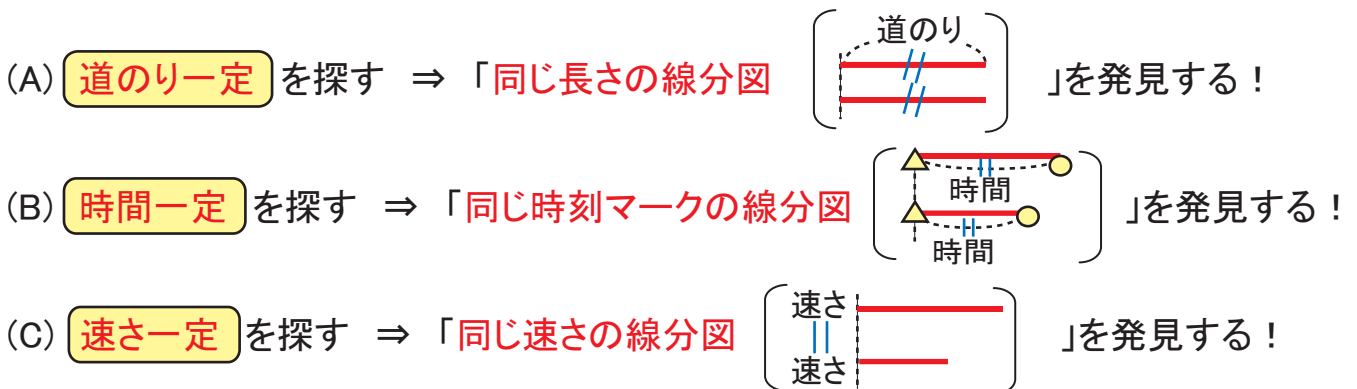 道のり
(A) 道のり一定 を探す ⇒ 「同じ長さの線分図 」を発見する！
時間
(B) 時間一定 を探す ⇒ 「同じ時刻マークの線分図 」を発見する！
時間
速さ
(C) 速さ一定 を探す ⇒ 「同じ速さの線分図 」を発見する！
速さ